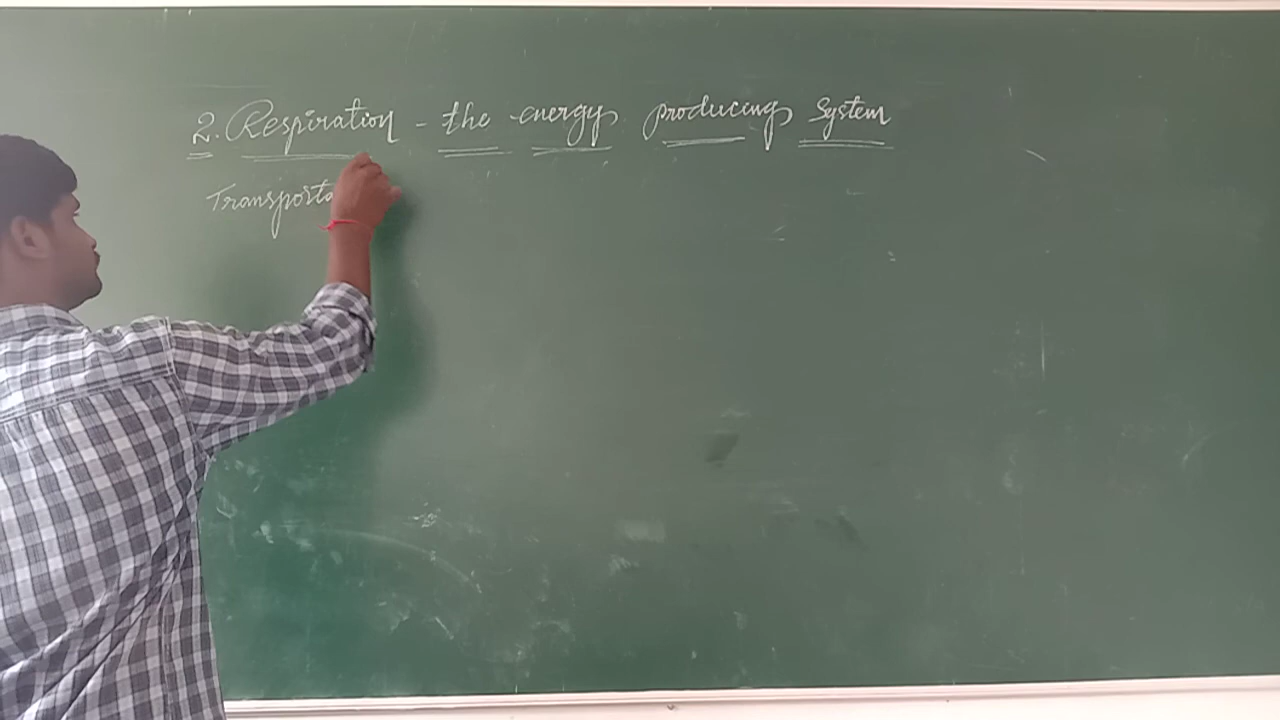 2. Respiration - the energy producing System
Transporta